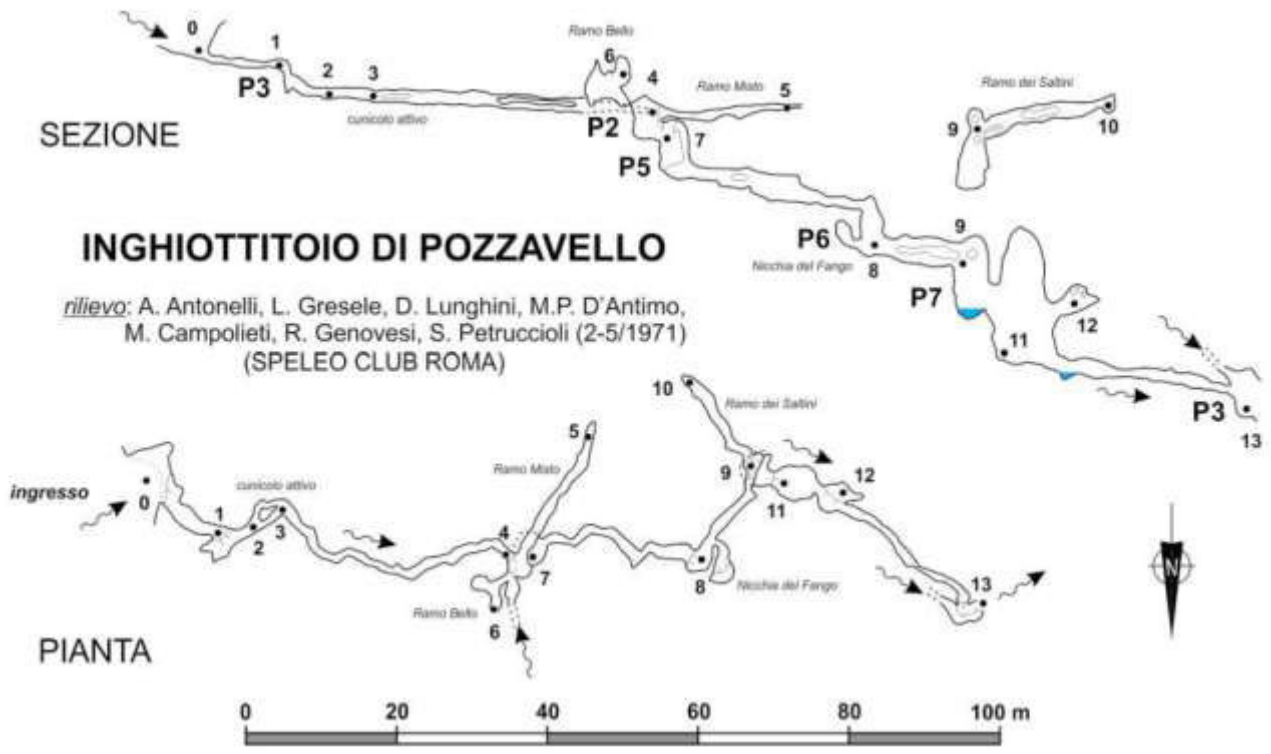 0
1
2
3
P3
cunicolo attivo
Ramo Bello
6
4
Ramo Misto
5
P2
7
P5
Ramo dei Saltini
9
10
SEZIONE
INGHIOTTITOIO DI POZZAVELLO
rilievo: A. Antonelli, L. Gresele, D. Lunghini, M.P. D'Antimo,
M. Campolieti, R. Genovesi, S. Petruccioli (2-5/1971)
(SPELEO CLUB ROMA)
P6
9
Nicchia del Fango
8
P7
12
11
P3
13
10
Ramo dei Saltini
5
Ramo Misto
ingresso
0
cunicolo attivo
1
2
3
4
7
9
12
11
8
Nicchia del Fango
Ramo Bello
6
13
N
PIANTA
0 20 40 60 80 100 m